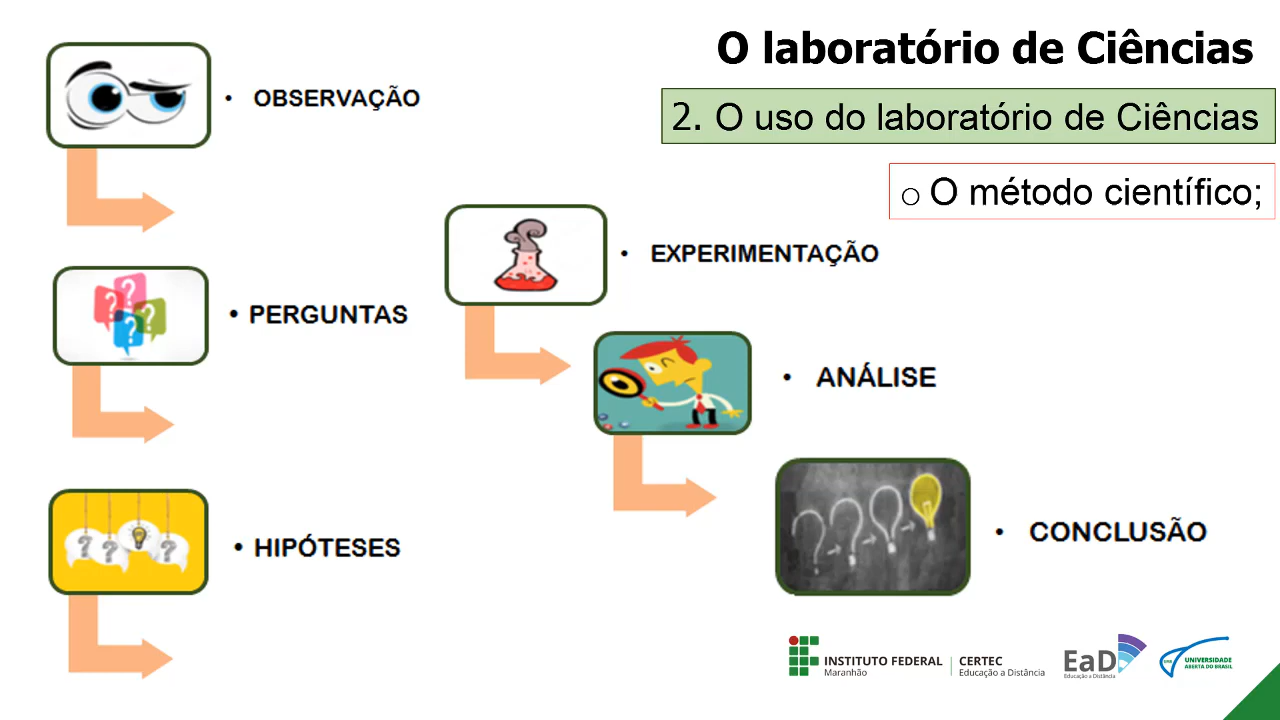 O laboratório de Ciências
2. O uso do laboratório de Ciências
o O método científico;
• OBSERVAÇÃO
• PERGUNTAS
• HIPÓTESES
• EXPERIMENTAÇÃO
• ANÁLISE
• CONCLUSÃO
INSTITUTO FEDERAL
Maranhão
CERTEC
Educação a Distância
EaD
Educação a Distância
UAB
UNIVERSIDADE
ABERTA DO BRASIL